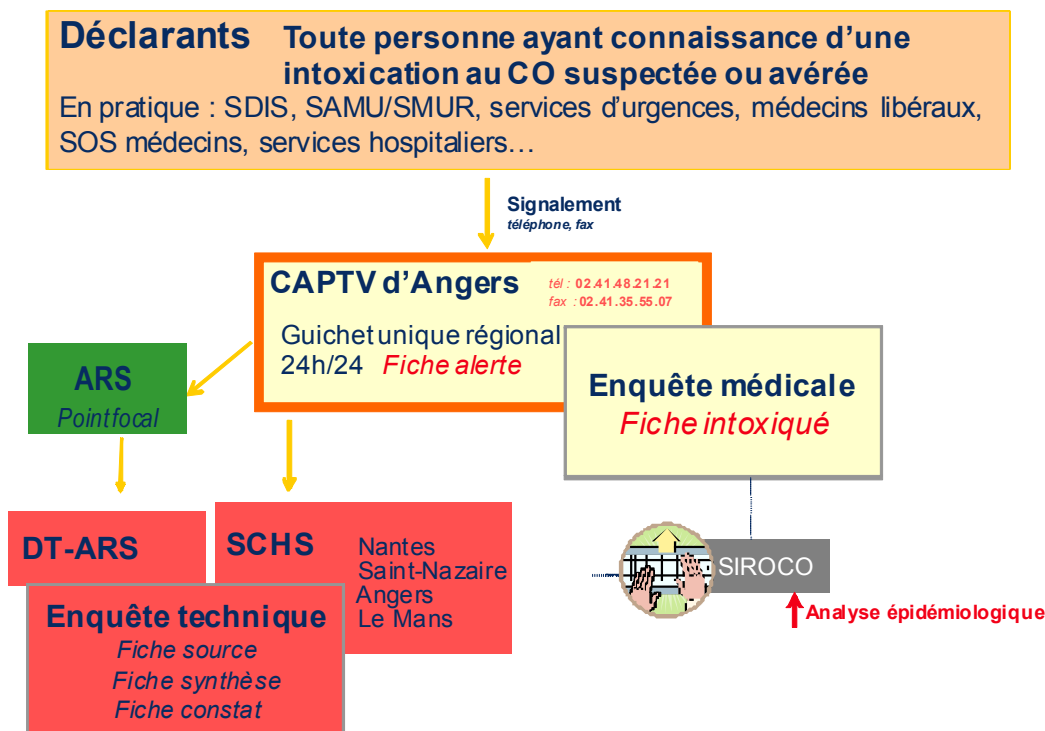 Déclarants Toute personne ayant connaissance d’une
intoxication au CO suspectée ou avérée
En pratique : SDIS, SAMU/SMUR, services d’urgences, médecins libéraux,
SOS médecins, services hospitaliers…
Signalement
téléphone, fax
CAPTV d’Angers
tél : 02.41.48.21.21
fax : 02.41.35.55.07
Guichet unique régional
24h/24 Fiche alerte
ARS
Point focal
Enquête médicale
Fiche intoxiqué
DT-ARS
SCHS
Nantes
Saint-Nazaire
Angers
Le Mans
Enquête technique
Fiche source
Fiche synthèse
Fiche constat
SIROCO
Analyse épidémiologique